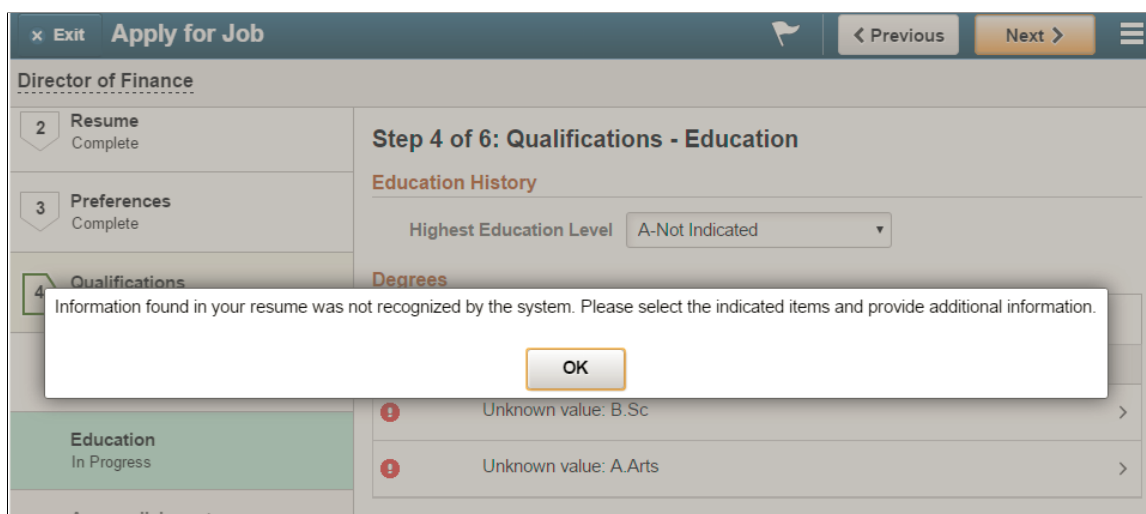 × Exit Apply for Job
Previous
Next
Director of Finance
2 Resume
Complete
3 Preferences
Complete
4 Qualifications
Education
In Progress
Step 4 of 6: Qualifications - Education
Education History
Highest Education Level A-Not Indicated
Degrees
Information found in your resume was not recognized by the system. Please select the indicated items and provide additional information.
OK
Unknown value: B.Sc
Unknown value: A.Arts